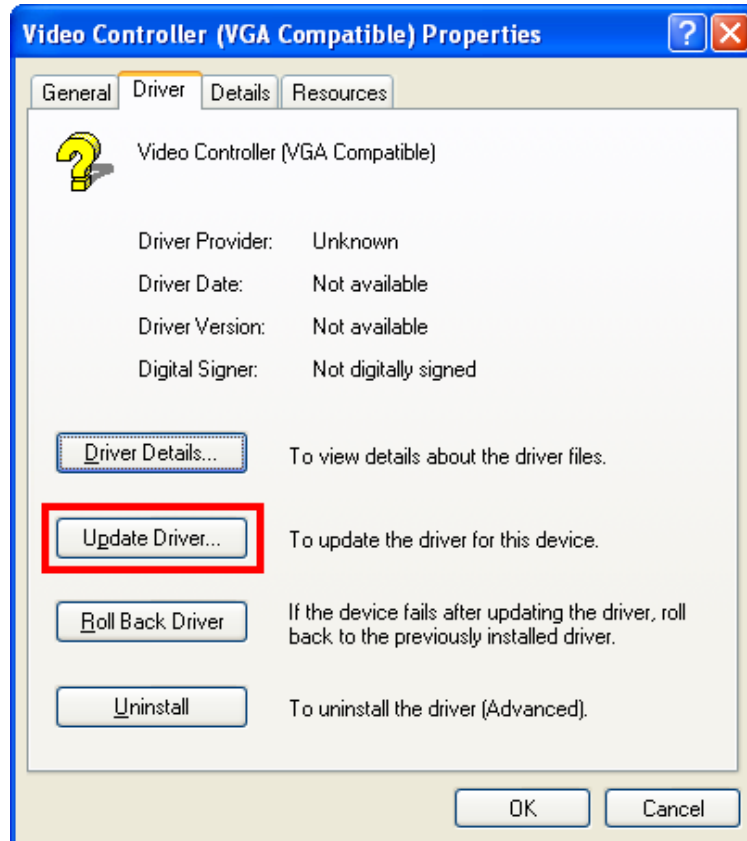 Video Controller (VGA Compatible) Properties
General Driver Details Resources
Video Controller (VGA Compatible)
Driver Provider: Unknown
Driver Date: Not available
Driver Version: Not available
Digital Signer: Not digitally signed
Driver Details... To view details about the driver files.
Update Driver... To update the driver for this device.
Roll Back Driver If the device fails after updating the driver, roll
back to the previously installed driver.
Uninstall To uninstall the driver (Advanced).
OK Cancel